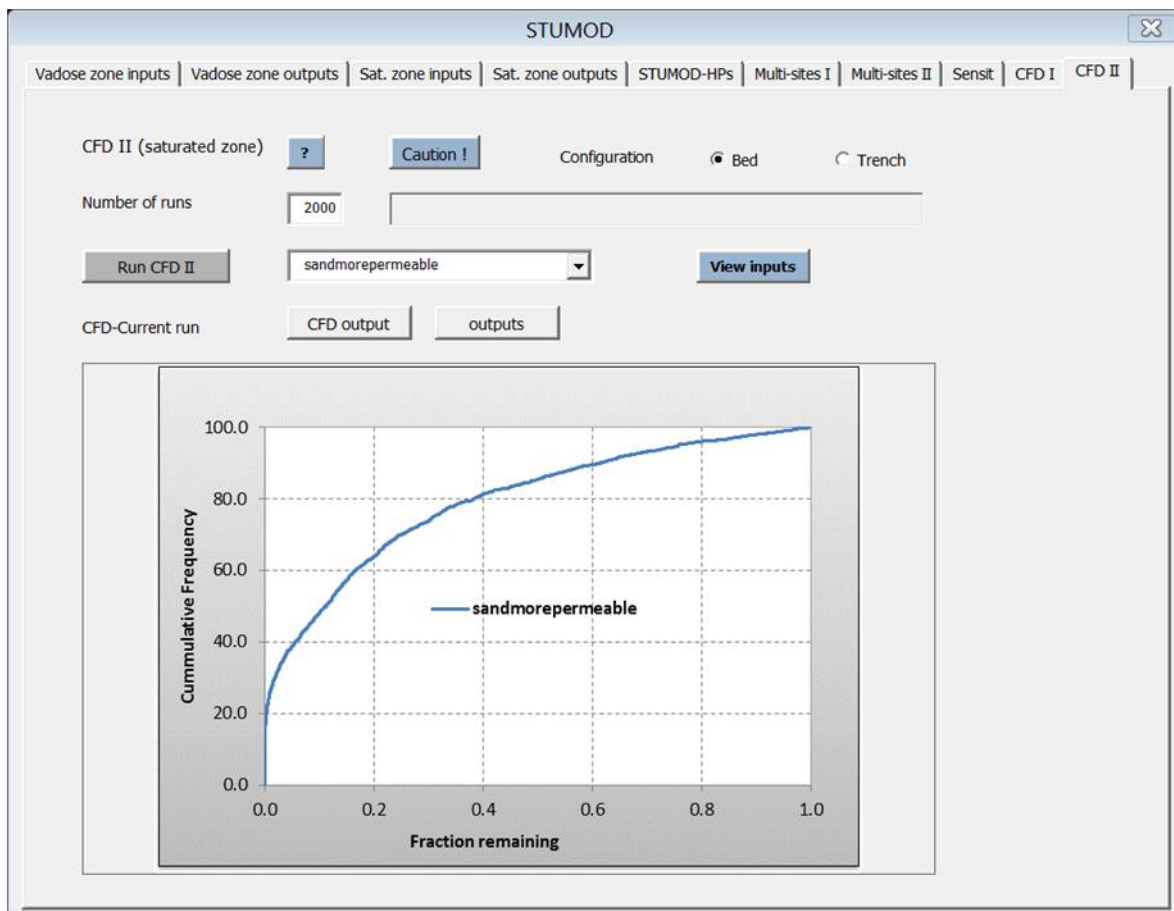 STUMOD
Vadose zone inputs Vadose zone outputs Sat. zone inputs Sat. zone outputs STUMOD-HPs Multi-sites I Multi-sites II Sensit CFD I CFD II
CFD II (saturated zone) ? Caution ! Configuration Bed Trench
Number of runs 2000
Run CFD II sandmorepermeable View inputs
CFD-Current run CFD output outputs
100.0
80.0
60.0
40.0
20.0
0.0
Cummulative Frequency
sandmorepermeable
0.0 0.2 0.4 0.6 0.8 1.0
Fraction remaining